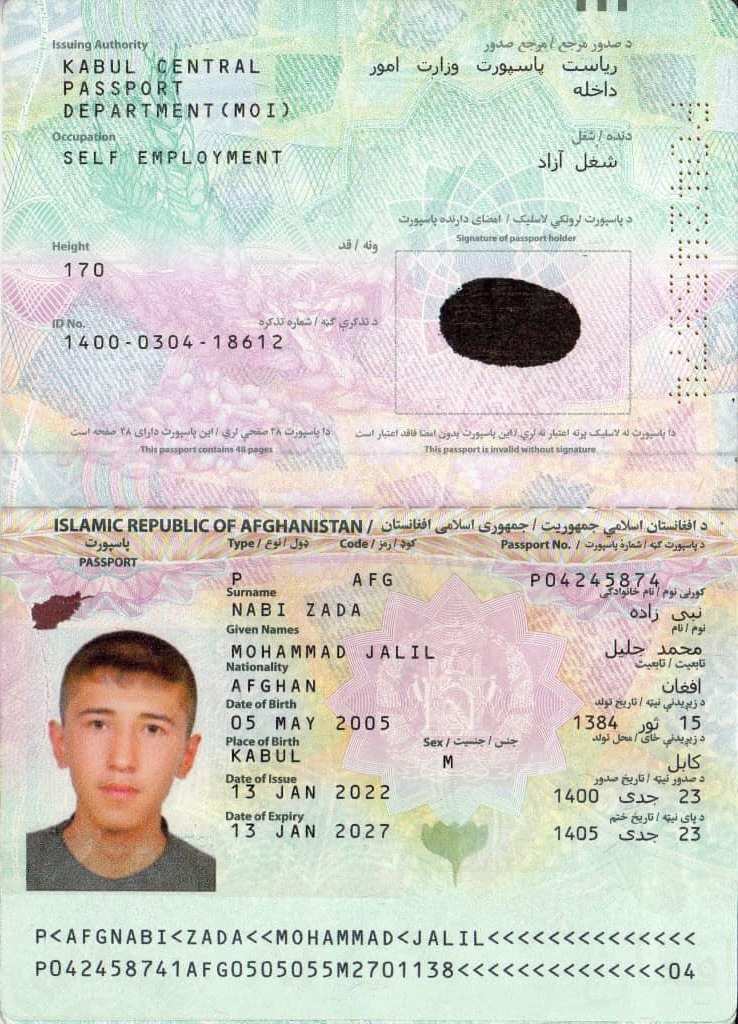 Issuing Authority د صدور مرجع / مرجع صدور
KABUL CENTRAL ریاست پاسپورت وزارت امور
PASSPORT داخله
DEPARTMENT(MOI)
Occupation دنده / شغل
SELF EMPLOYMENT شغل آزاد
د پاسپورت لرونکي لاسلیک / امضای دارنده پاسپورت
Signature of passport holder
Height ونه / قد
170
ID No. د تذکرې ګڼه / شماره تذکره
1400-0304-18612
دا پاسپورت ۴۸ صفحې لري / این پاسپورت دارای ۴۸ صفحه است
This passport contains 48 pages
دا پاسپورت له لاسلیک پرته اعتبار نه لري / این پاسپورت بدون امضا فاقد اعتبار است
This passport is invalid without signature
ISLAMIC REPUBLIC OF AFGHANISTAN / د افغانستان اسلامي جمهوریت / جمهوری اسلامی افغانستان
پاسپورت Type / ډول / نوع Code / کوډ / رمز Passport No. / د پاسپورت ګڼه / شمارهٔ پاسپورت
PASSPORT
P AFG P04245874
Surname کورنی نوم / نام خانوادگی
NABI ZADA نبی زاده
Given Names نوم / نام
MOHAMMAD JALIL محمد جلیل
Nationality تابعیت / تابعیت
AFGHAN افغان
Date of Birth د زیږیدنې نېټه / تاریخ تولد
05 MAY 2005 15 ثور 1384
Place of Birth Sex / جنس / جنسیت د زیږیدنې ځای / محل تولد
KABUL M کابل
Date of Issue د صدور نېټه / تاریخ صدور
13 JAN 2022 23 جدی 1400
Date of Expiry د پای نېټه / تاریخ ختم
13 JAN 2027 23 جدی 1405
P<AFGNABI<ZADA<<MOHAMMAD<JALIL<<<<<<<<<<<<<<
P042458741AFG0505055M2701138<<<<<<<<<<<<<<04